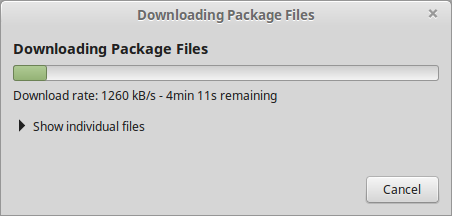 Downloading Package Files
Downloading Package Files
Download rate: 1260 kB/s - 4min 11s remaining
Show individual files
Cancel